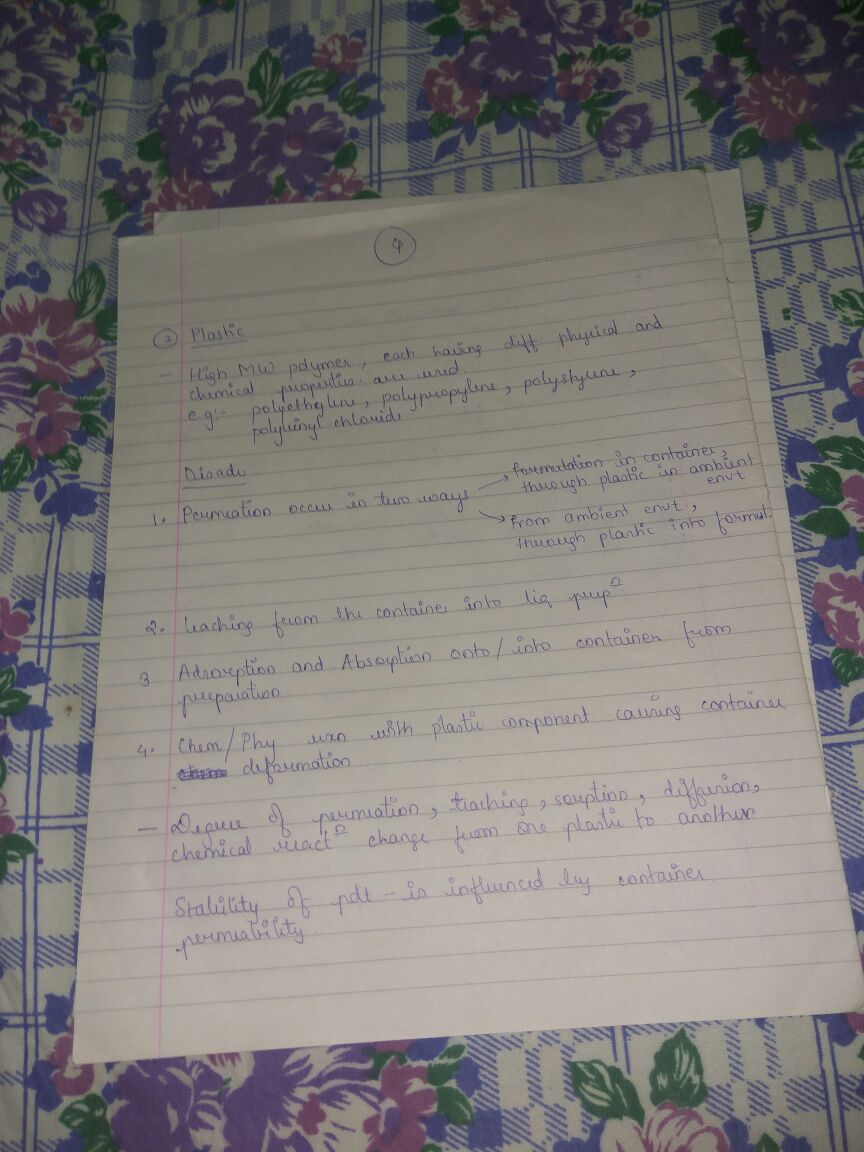 4
② Plastic
- High MW polymer, each having diff. physical and
chemical properties are used.
e.g:- polyethylene, polypropylene, polystyrene,
polyvinyl chloride.
Disadv
1. Permeation occur in two ways → formulation in container,
through plastic in ambient
envt
→ from ambient envt,
through plastic into formul.
2. Leaching from the container into liq prepⁿ
3 Adsorption and Absorption onto/into container from
preparation
4. Chem/Phy rxn with plastic component causing container
deformation
- Degree of permeation, leaching, sorption, diffusion,
chemical reactⁿ change from one plastic to another
Stability of pdt - is influenced by container
permeability